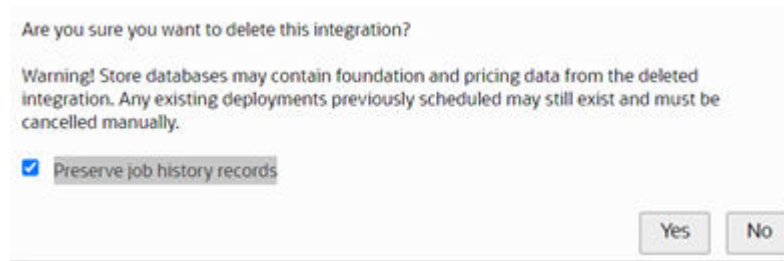 Are you sure you want to delete this integration?
Warning! Store databases may contain foundation and pricing data from the deleted
integration. Any existing deployments previously scheduled may still exist and must be
cancelled manually.
Preserve job history records
Yes
No